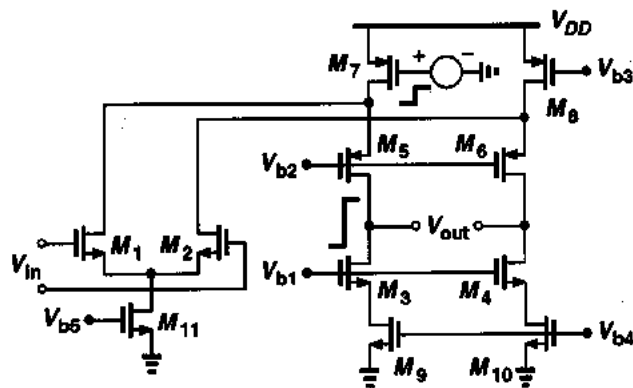 V_DD
M_7
+
−
V_b3
M_8
M_5
M_6
V_b2
V_out
M_1
M_2
V_in
V_b1
M_3
M_4
V_b5
M_11
V_b4
M_9
M_10